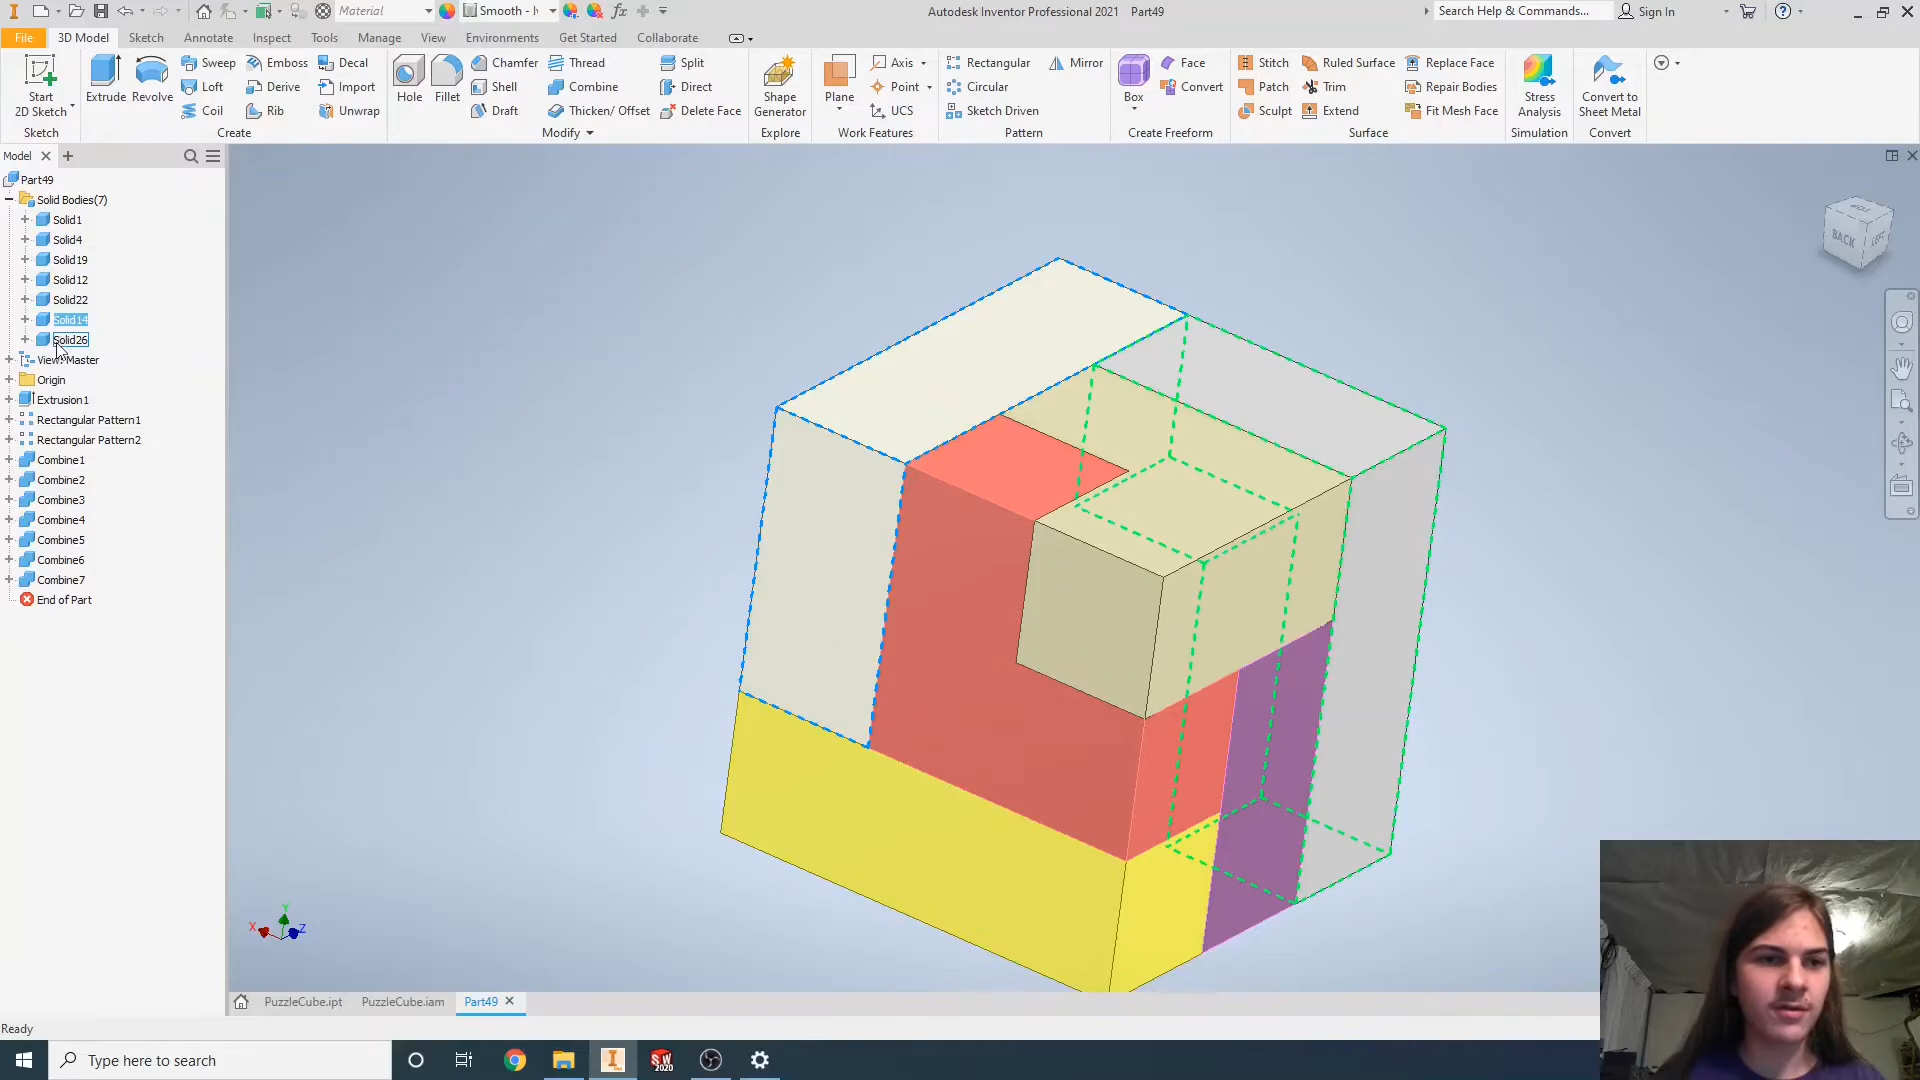 Material
Smooth - I
Autodesk Inventor Professional 2021 Part49
Search Help & Commands...
Sign In
File
3D Model
Sketch
Annotate
Inspect
Tools
Manage
View
Environments
Get Started
Collaborate
Start
2D Sketch
Sketch
Extrude
Revolve
Sweep
Emboss
Decal
Loft
Derive
Import
Coil
Rib
Unwrap
Create
Hole
Fillet
Chamfer
Thread
Split
Shell
Combine
Direct
Draft
Thicken/ Offset
Delete Face
Modify
Shape
Generator
Explore
Plane
Axis
Point
UCS
Work Features
Rectangular
Mirror
Circular
Sketch Driven
Pattern
Box
Face
Convert
Create Freeform
Stitch
Ruled Surface
Replace Face
Patch
Trim
Repair Bodies
Sculpt
Extend
Fit Mesh Face
Surface
Stress
Analysis
Simulation
Convert to
Sheet Metal
Convert
Model
Part49
Solid Bodies(7)
Solid1
Solid4
Solid19
Solid12
Solid22
Solid14
Solid26
View: Master
Origin
Extrusion1
Rectangular Pattern1
Rectangular Pattern2
Combine1
Combine2
Combine3
Combine4
Combine5
Combine6
Combine7
End of Part
TOP
BACK
LEFT
X
Y
Z
PuzzleCube.ipt
PuzzleCube.iam
Part49
Ready
Type here to search
SW
2020